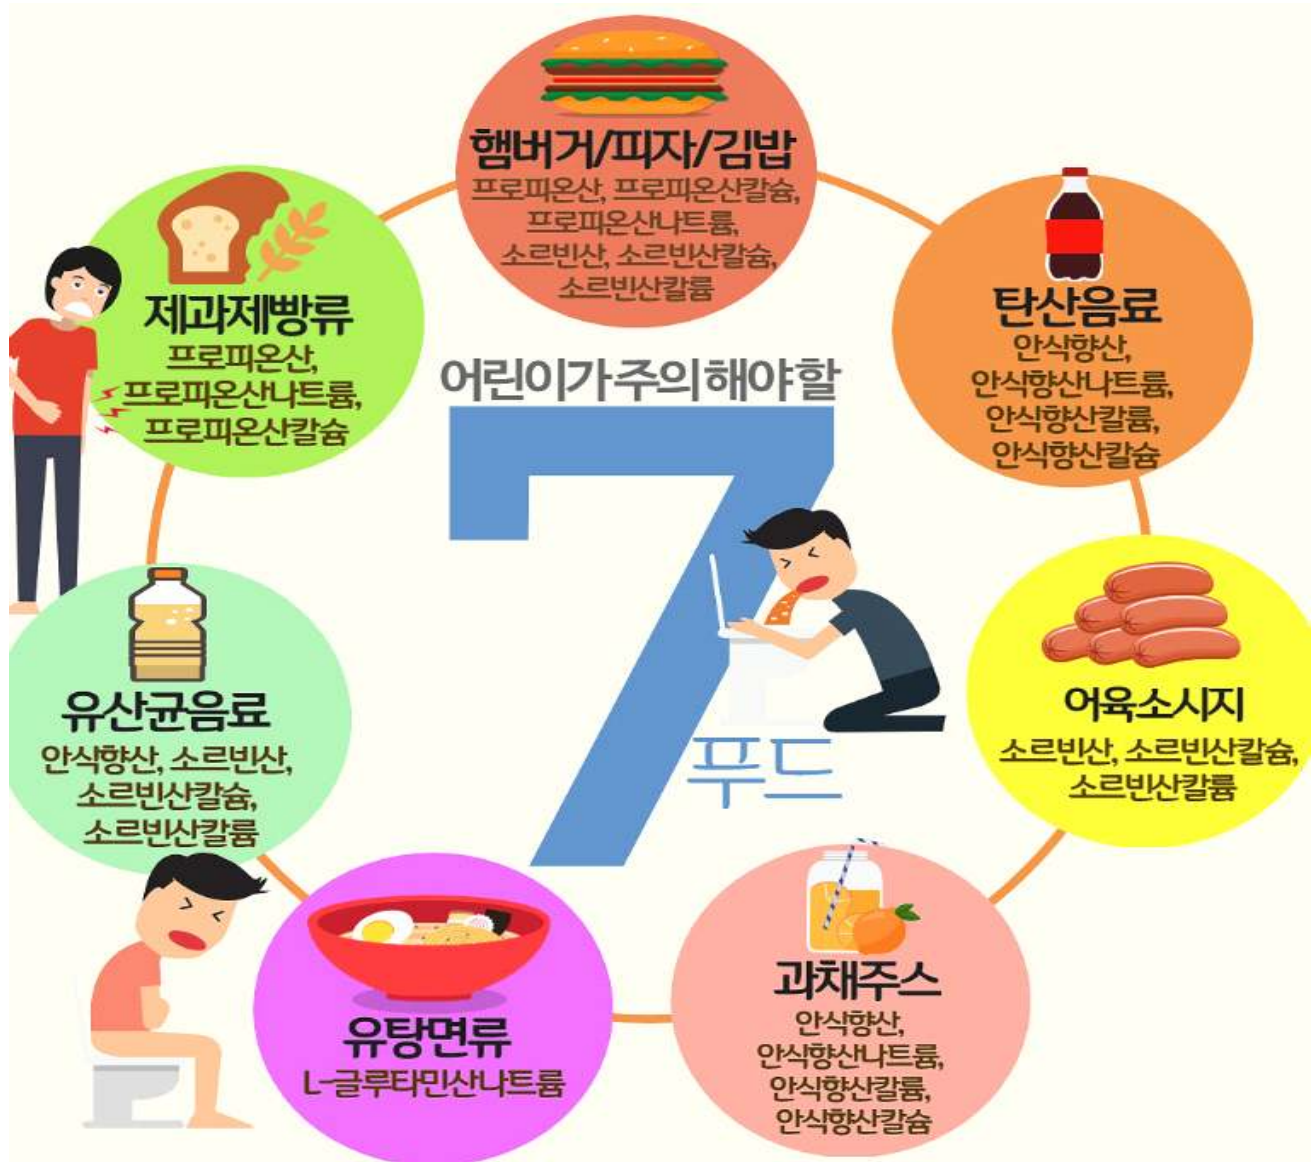 어린이가 주의 해야 할
7
푸드
햄버거/피자/김밥
프로피온산, 프로피온산칼슘,
프로피온산나트륨,
소르빈산, 소르빈산칼슘,
소르빈산칼륨
탄산음료
안식향산,
안식향산나트륨,
안식향산칼륨,
안식향산칼슘
어육소시지
소르빈산, 소르빈산칼슘,
소르빈산칼륨
과채주스
안식향산,
안식향산나트륨,
안식향산칼륨,
안식향산칼슘
유탕면류
L-글루타민산나트륨
유산균음료
안식향산, 소르빈산,
소르빈산칼슘,
소르빈산칼륨
제과제빵류
프로피온산,
프로피온산나트륨,
프로피온산칼슘